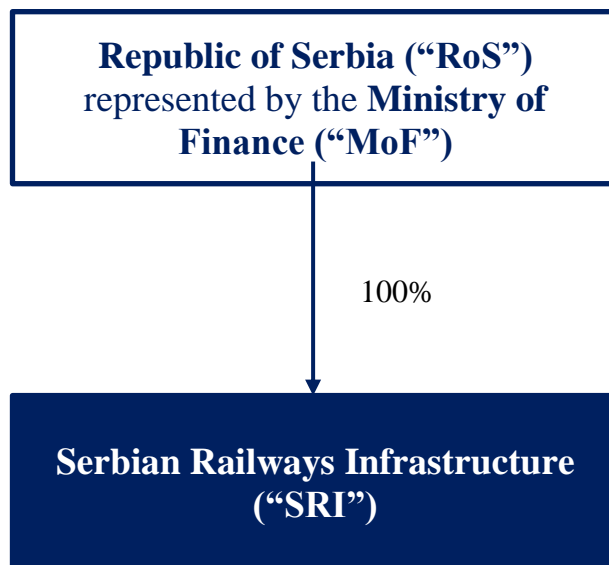 Republic of Serbia (“RoS”)
represented by the Ministry of
Finance (“MoF”)
100%
Serbian Railways Infrastructure
(“SRI”)